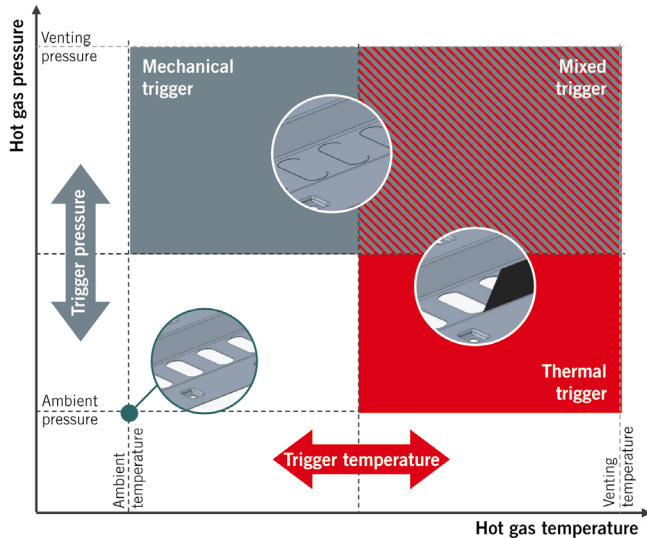 Hot gas pressure
Venting
pressure
Mechanical
trigger
Mixed
trigger
Trigger pressure
Thermal
trigger
Ambient
pressure
Trigger temperature
Ambient
temperature
Venting
temperature
Hot gas temperature